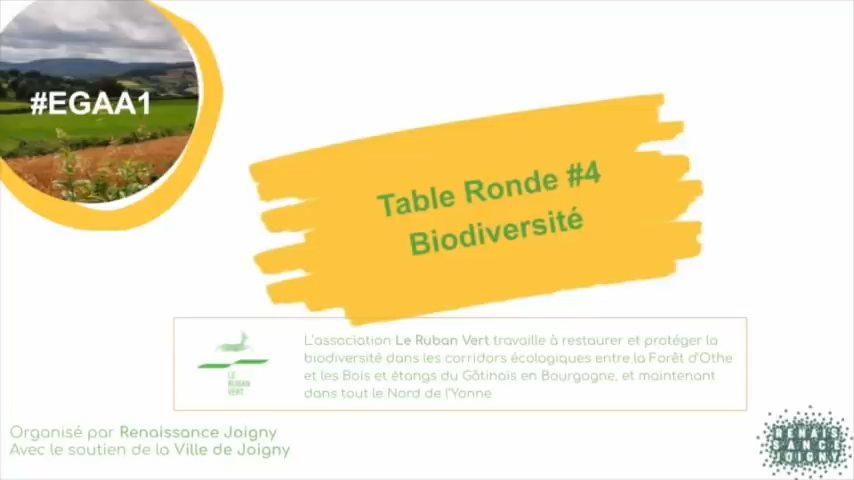 #EGAA1
Table Ronde #4
Biodiversité
L'association Le Ruban Vert travaille à restaurer et protéger la
biodiversité dans les corridors écologiques entre la Forêt d'Othe
et les Bois et étangs du Gâtinais en Bourgogne, et maintenant
dans tout le Nord de l'Yonne
LE
RUBAN
VERT
Organisé par Renaissance Joigny
Avec le soutien de la Ville de Joigny
RENAIS
SANCE
JOIGNY